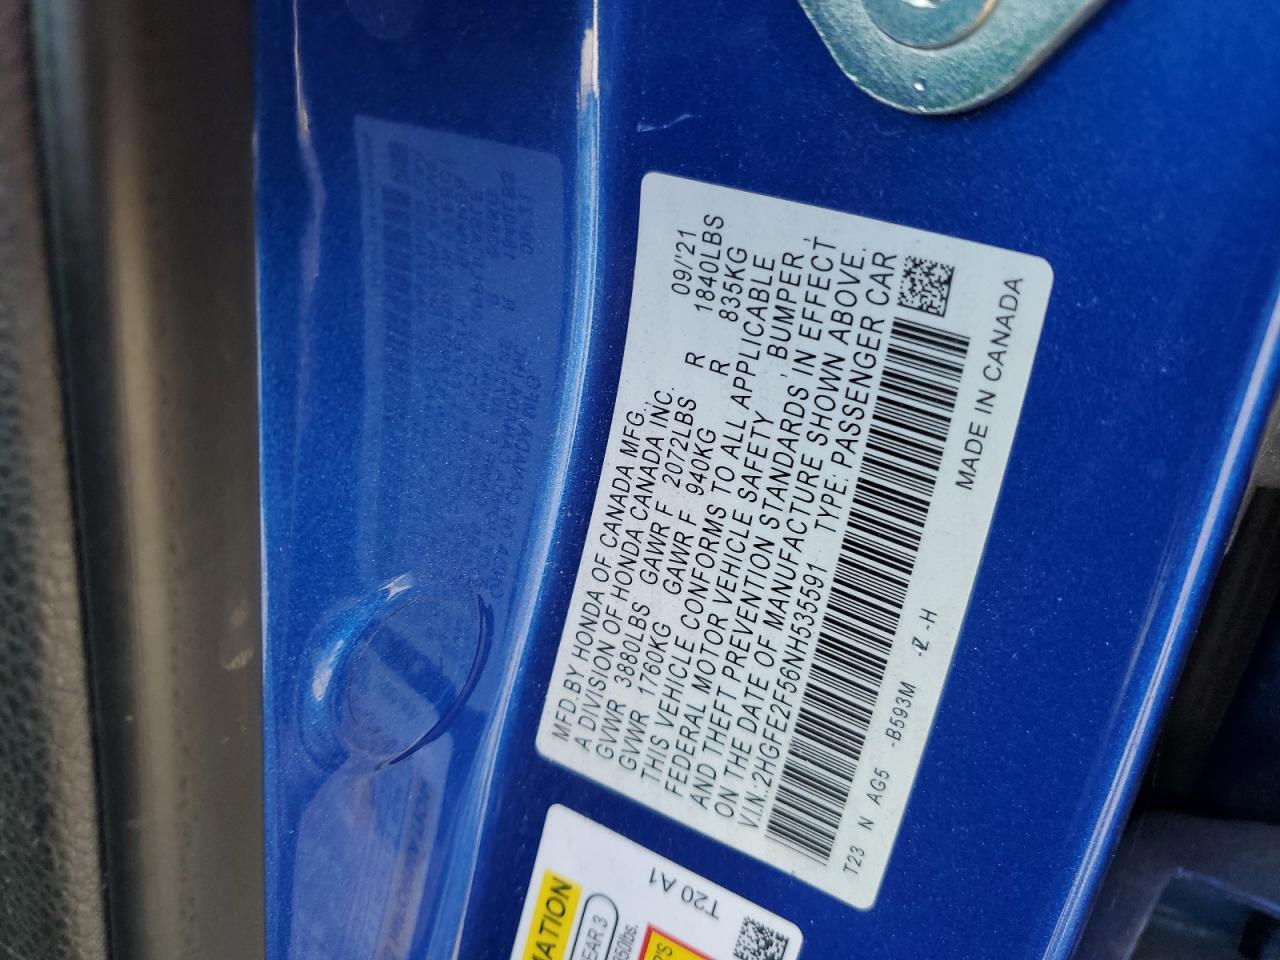 MFD.BY HONDA OF CANADA MFG.,
A DIVISION OF HONDA CANADA INC. 09/'21
GVWR 3880LBS GAWR F 2072LBS R 1840LBS
GVWR 1760KG GAWR F 940KG R 835KG
THIS VEHICLE CONFORMS TO ALL APPLICABLE
FEDERAL MOTOR VEHICLE SAFETY, BUMPER,
AND THEFT PREVENTION STANDARDS IN EFFECT
ON THE DATE OF MANUFACTURE SHOWN ABOVE.
V.I.N.:2HGFE2F56NH535591 TYPE: PASSENGER CAR
T23 N AG5 -B593M -Z -H
MADE IN CANADA
T20 A1
MATION
EAR 3